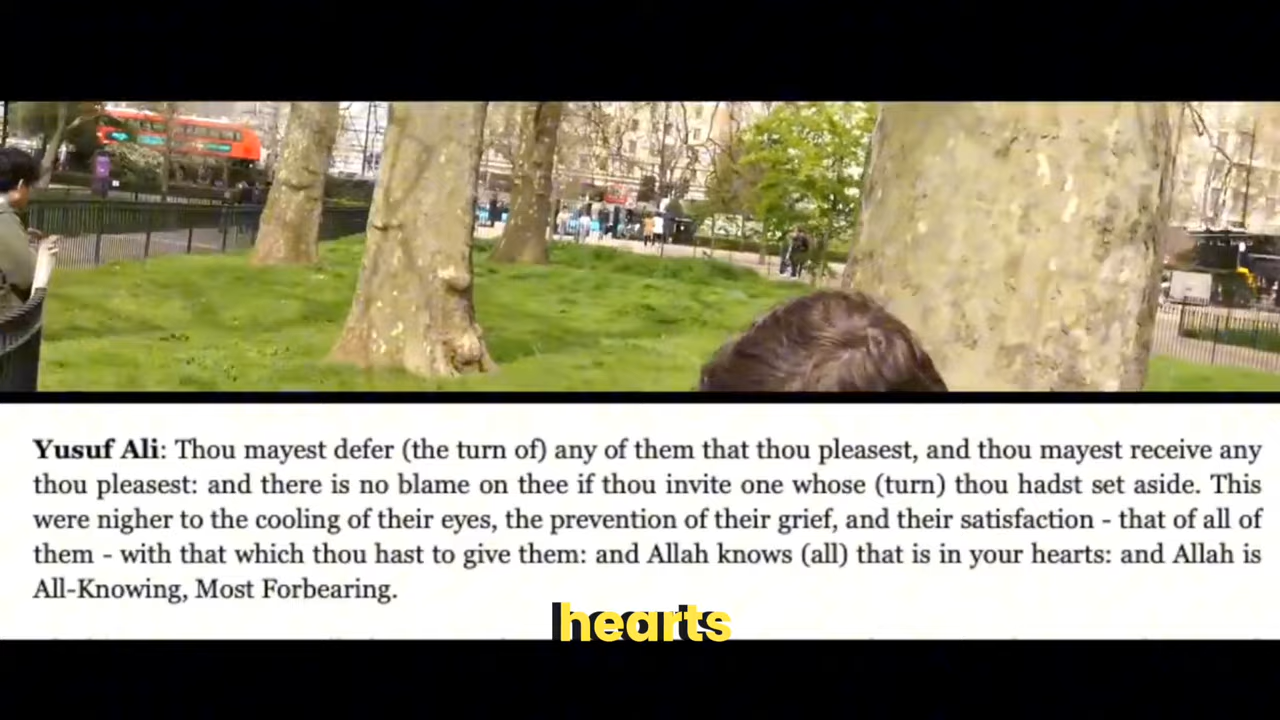 Yusuf Ali: Thou mayest defer (the turn of) any of them that thou pleasest, and thou mayest receive any
thou pleasest: and there is no blame on thee if thou invite one whose (turn) thou hadst set aside. This
were nigher to the cooling of their eyes, the prevention of their grief, and their satisfaction - that of all of
them - with that which thou hast to give them: and Allah knows (all) that is in your hearts: and Allah is
All-Knowing, Most Forbearing.
hearts